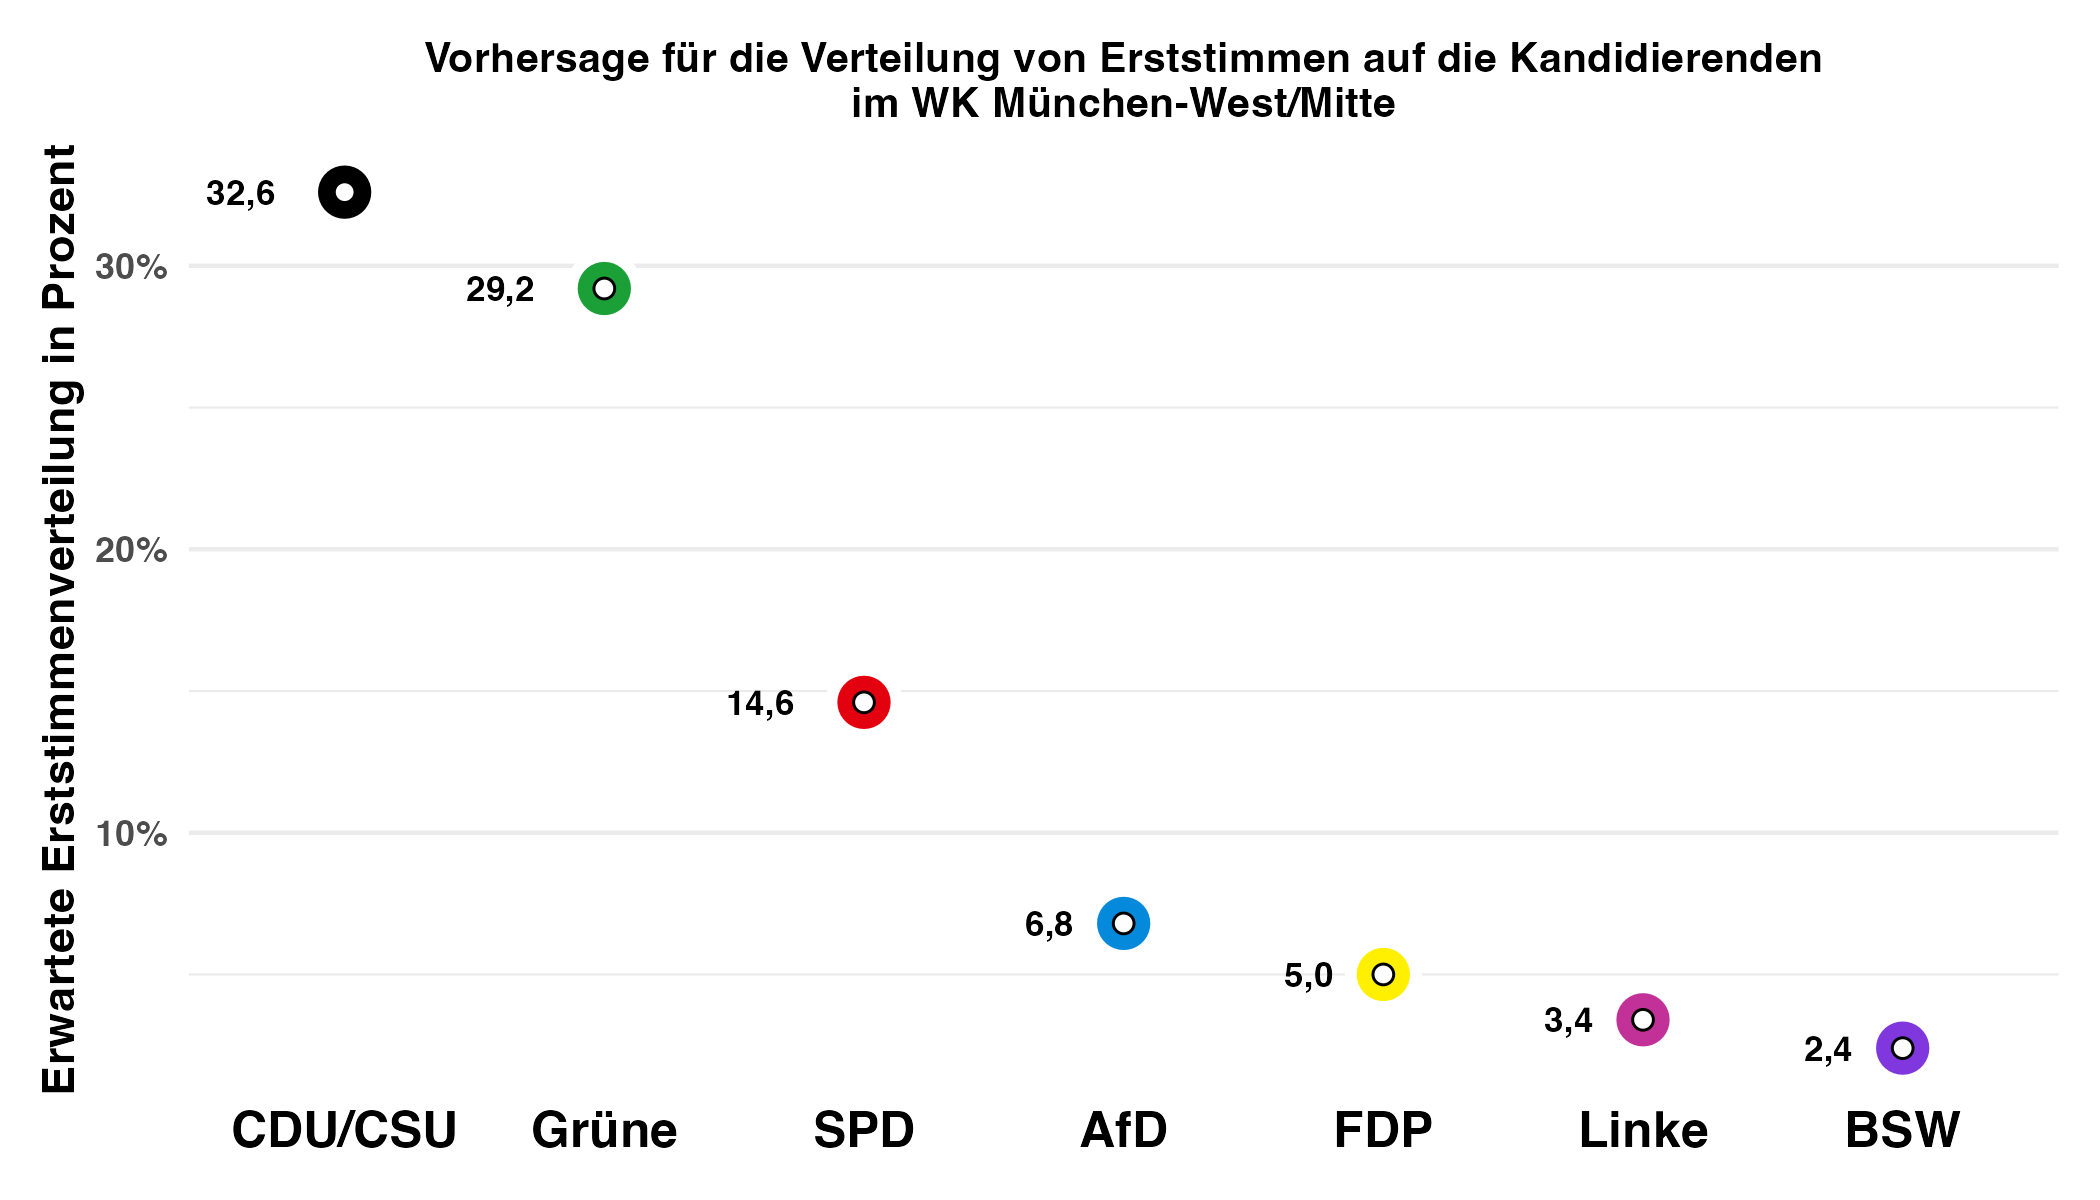 Vorhersage für die Verteilung von Erststimmen auf die Kandidierenden
im WK München-West/Mitte
Erwartete Erststimmenverteilung in Prozent
30%
20%
10%
32,6
29,2
14,6
6,8
5,0
3,4
2,4
CDU/CSU
Grüne
SPD
AfD
FDP
Linke
BSW